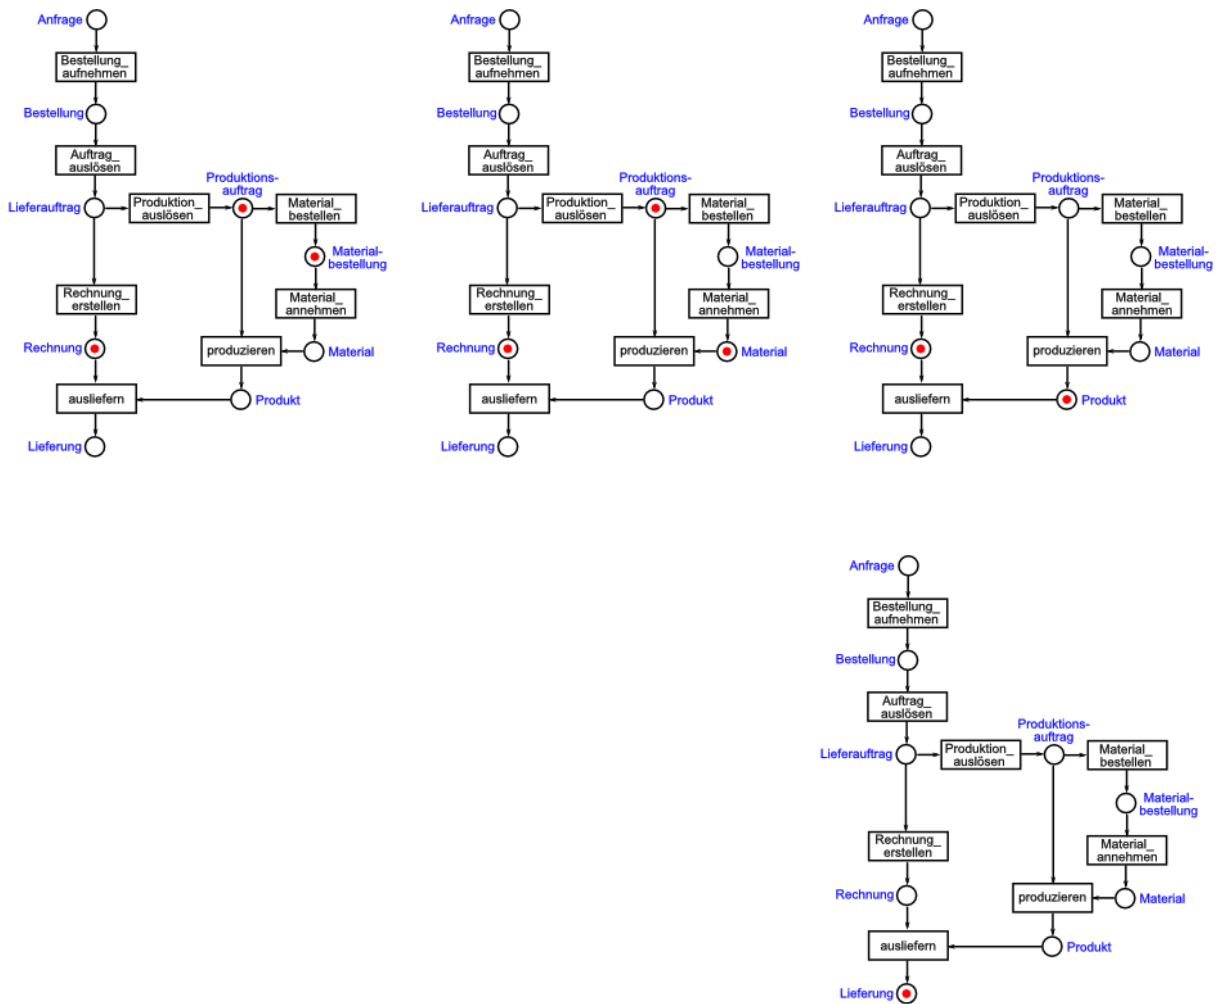 Anfrage
Bestellung_
aufnehmen
Bestellung
Auftrag_
auslösen
Produktions-
auftrag
Lieferauftrag
Produktion_
auslösen
Material_
bestellen
Material-
bestellung
Rechnung_
erstellen
Material_
annehmen
Rechnung
produzieren
Material
ausliefern
Produkt
Lieferung
Anfrage
Bestellung_
aufnehmen
Bestellung
Auftrag_
auslösen
Produktions-
auftrag
Lieferauftrag
Produktion_
auslösen
Material_
bestellen
Material-
bestellung
Rechnung_
erstellen
Material_
annehmen
Rechnung
produzieren
Material
ausliefern
Produkt
Lieferung
Anfrage
Bestellung_
aufnehmen
Bestellung
Auftrag_
auslösen
Produktions-
auftrag
Lieferauftrag
Produktion_
auslösen
Material_
bestellen
Material-
bestellung
Rechnung_
erstellen
Material_
annehmen
Rechnung
produzieren
Material
ausliefern
Produkt
Lieferung
Anfrage
Bestellung_
aufnehmen
Bestellung
Auftrag_
auslösen
Produktions-
auftrag
Lieferauftrag
Produktion_
auslösen
Material_
bestellen
Material-
bestellung
Rechnung_
erstellen
Material_
annehmen
Rechnung
produzieren
Material
ausliefern
Produkt
Lieferung